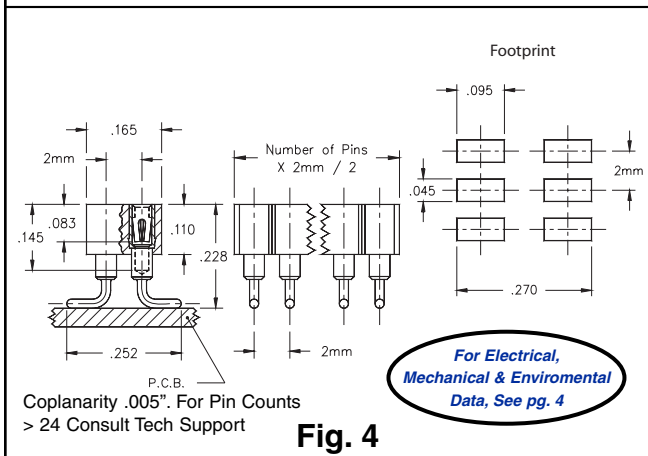 Footprint
.095
.165
2mm
Number of Pins
X 2mm / 2
2mm
.045
.083
.110
.145
.228
.270
.252
2mm
P.C.B.
For Electrical,
Mechanical & Enviromental
Data, See pg. 4
Coplanarity .005". For Pin Counts
> 24 Consult Tech Support
Fig. 4